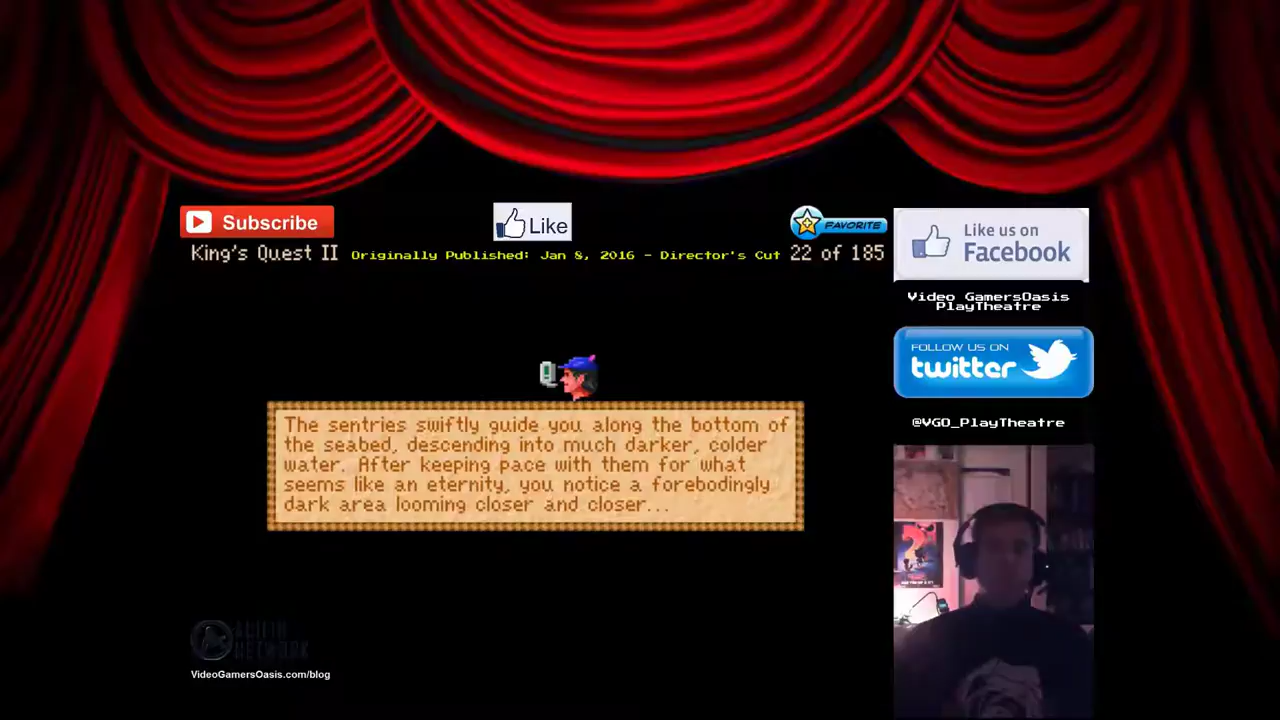 Subscribe
Like
FAVORITE
King's Quest II
Originally Published: Jan 8, 2016 - Director's Cut
22 of 185
Like us on
Facebook
Video GamersOasis
PlayTheatre
FOLLOW US ON
twitter
@VGO_PlayTheatre
The sentries swiftly guide you along the bottom of
the seabed, descending into much darker, colder
water. After keeping pace with them for what
seems like an eternity, you notice a forebodingly
dark area looming closer and closer...
NETWORK
VideoGamersOasis.com/blog